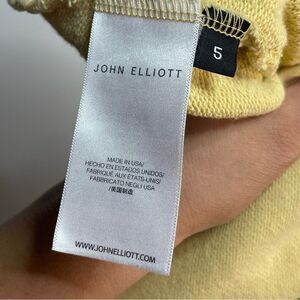 JOHN ELLIOTT
5
MADE IN USA/
HECHO EN ESTADOS UNIDOS/
FABRIQUÉ AUX ÉTATS-UNIS/
FABBRICATO NEGLI USA
/美国制造
WWW.JOHNELLIOTT.COM